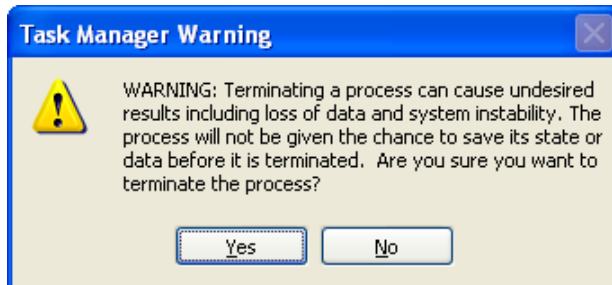 Task Manager Warning
WARNING: Terminating a process can cause undesired
results including loss of data and system instability. The
process will not be given the chance to save its state or
data before it is terminated.  Are you sure you want to
terminate the process?
Yes
No